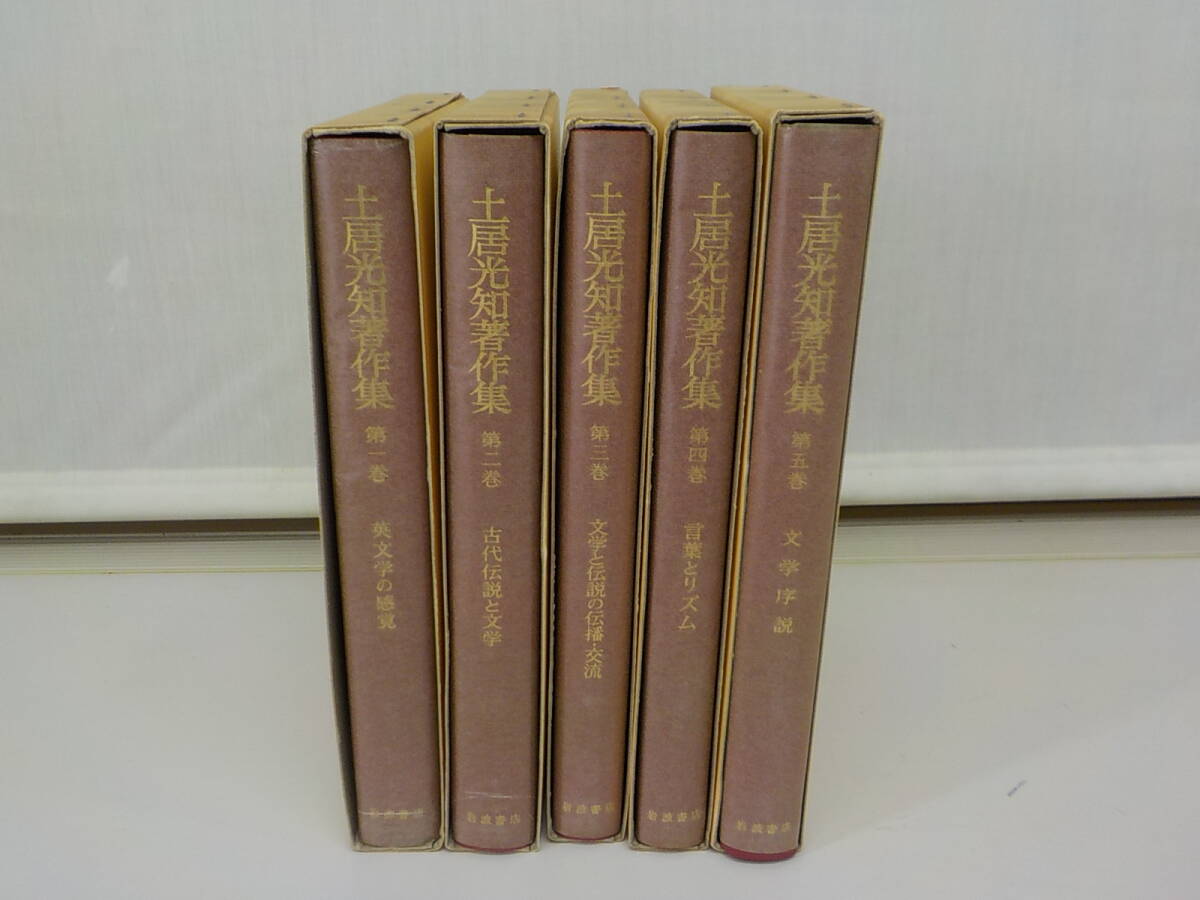 土居光知著作集
第一巻
英文学の感覚
岩波書店
土居光知著作集
第二巻
古代伝説と文学
岩波書店
土居光知著作集
第三巻
文学と伝説の伝播・交流
岩波書店
土居光知著作集
第四巻
言葉とリズム
岩波書店
土居光知著作集
第五巻
文学序説
岩波書店